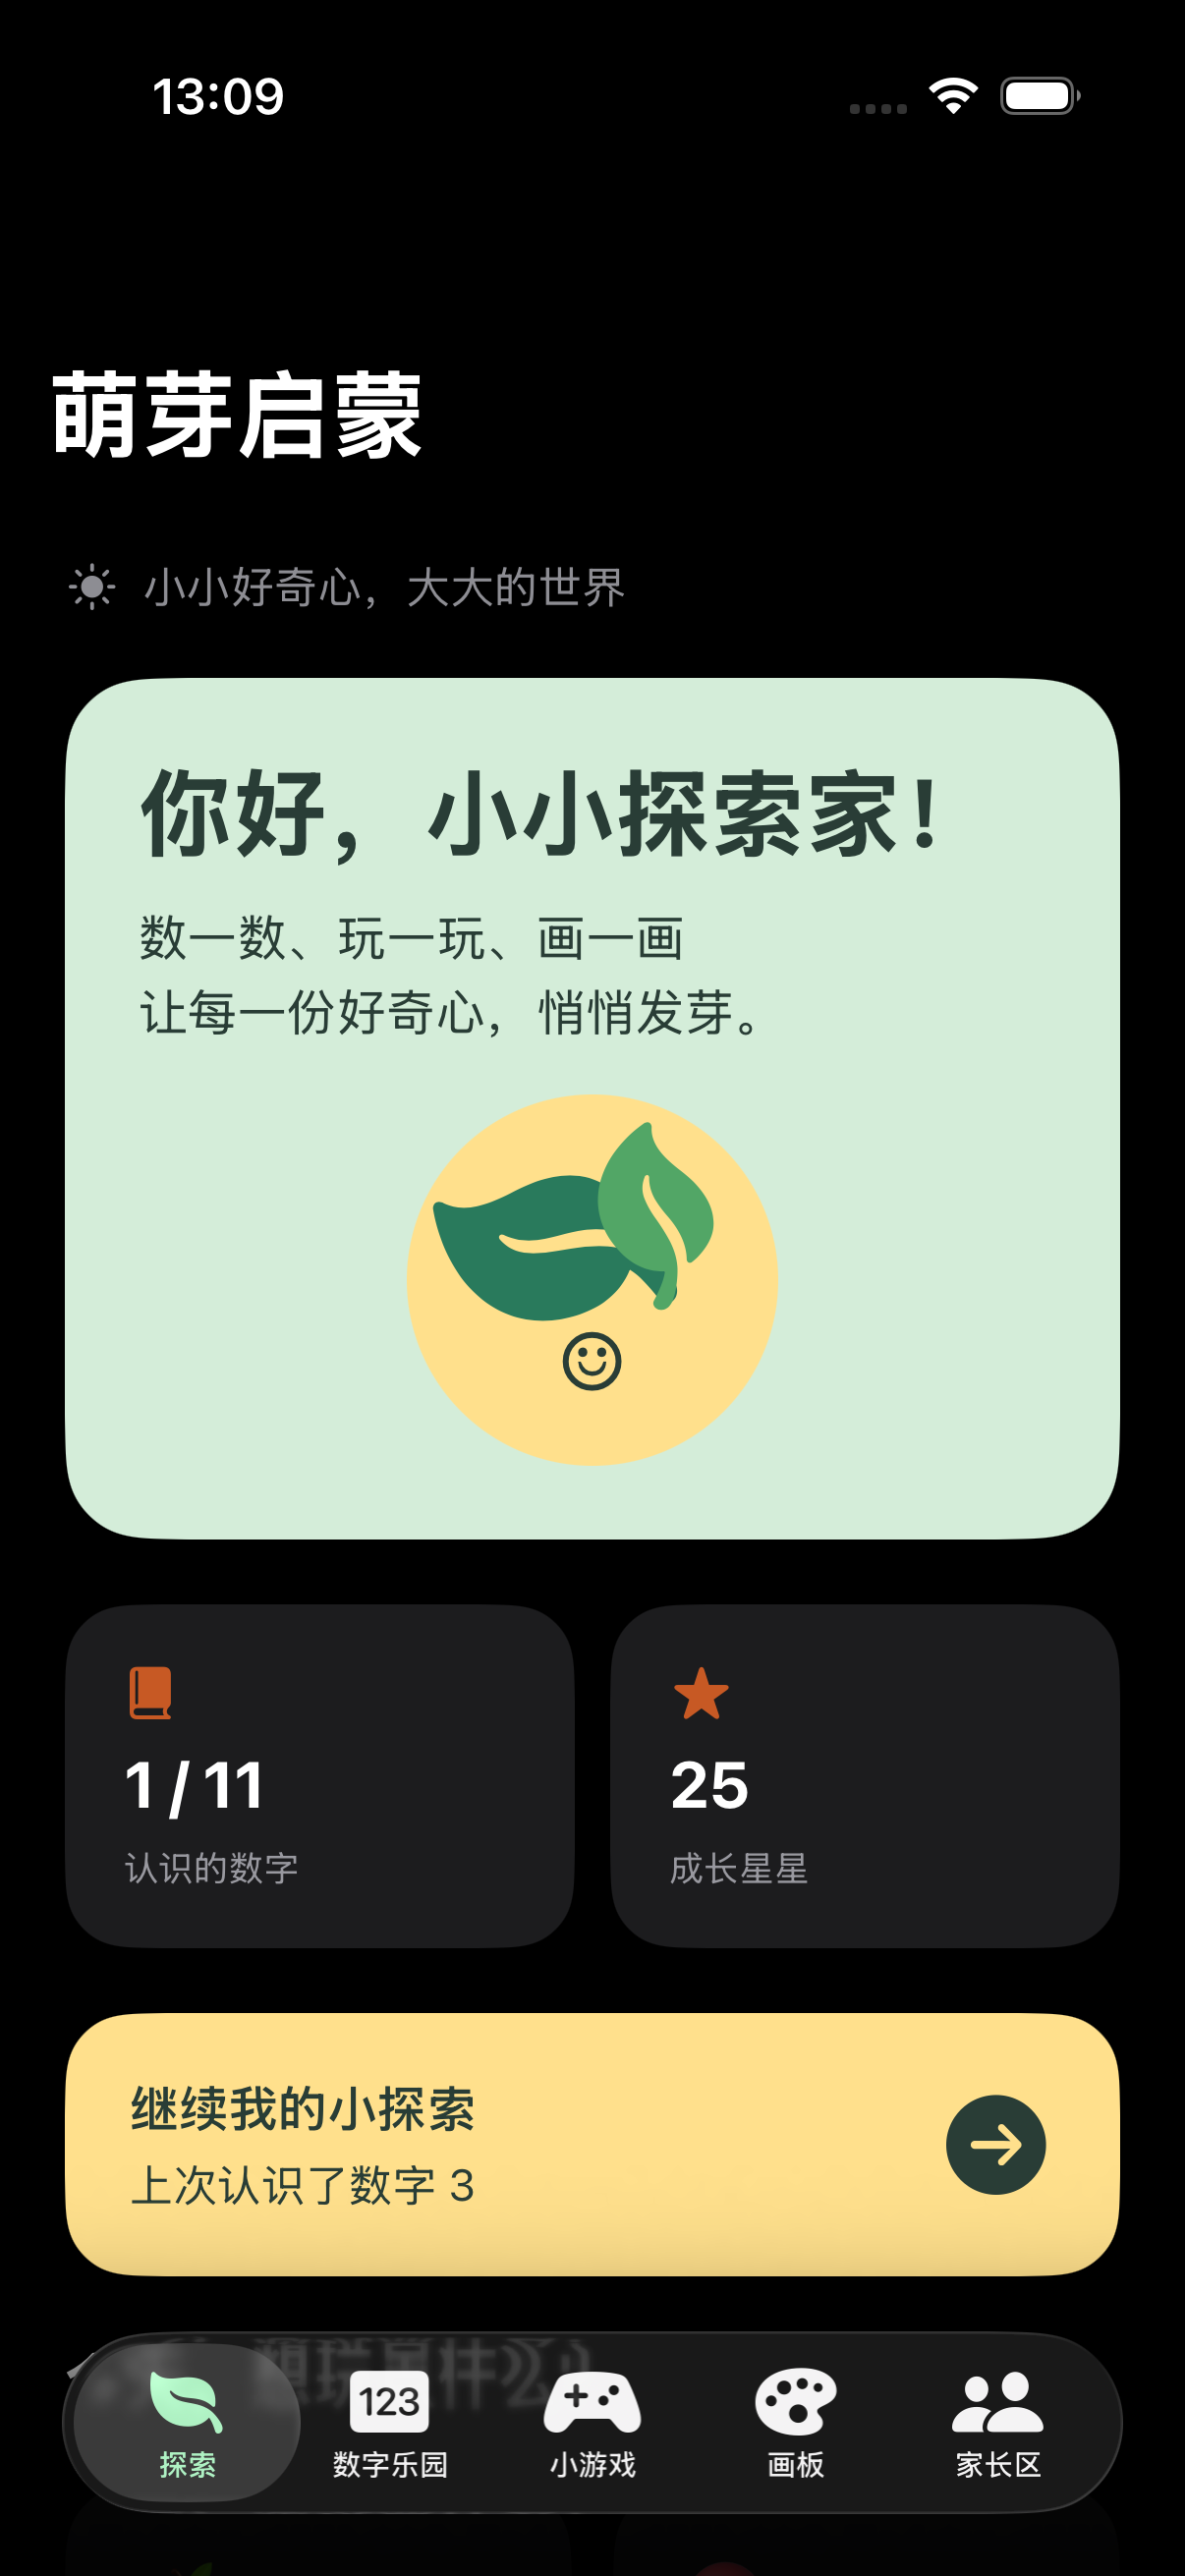 13:09
萌芽启蒙
小小好奇心，大大的世界
你好，小小探索家！
数一数、玩一玩、画一画
让每一份好奇心，悄悄发芽。
1 / 11
25
认识的数字
成长星星
继续我的小探索
上次认识了数字 3
123
探索
数字乐园
小游戏
画板
家长区